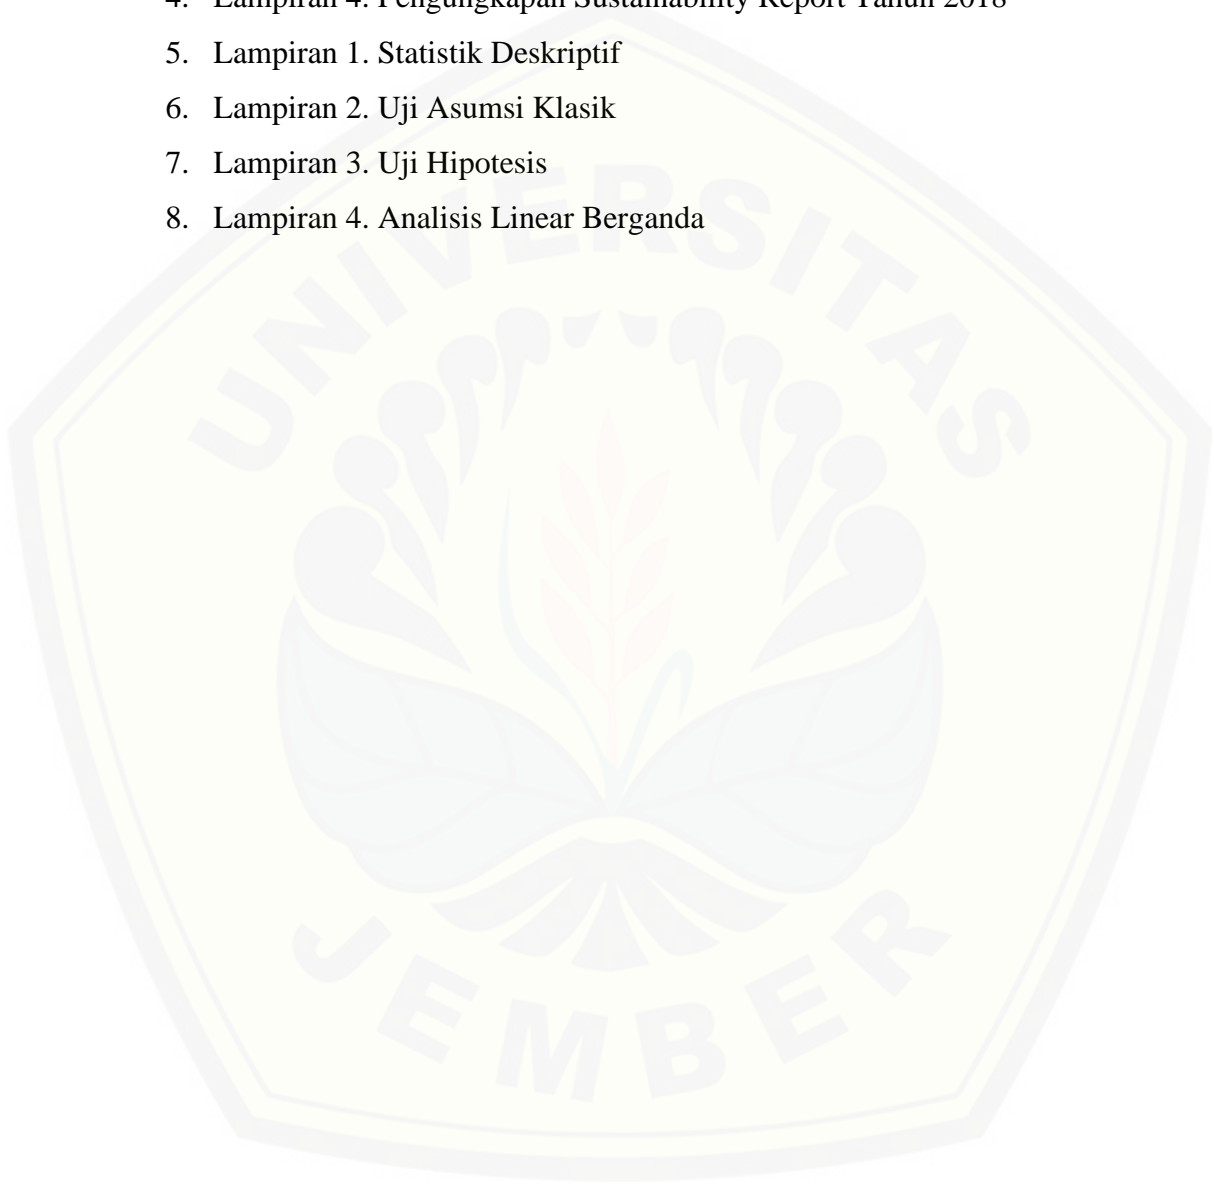 4. Lampiran 4. Pengungkapan Sustainability Report Tahun 2018
5. Lampiran 1. Statistik Deskriptif
6. Lampiran 2. Uji Asumsi Klasik
7. Lampiran 3. Uji Hipotesis
8. Lampiran 4. Analisis Linear Berganda
UNIVERSITAS
JEMBER